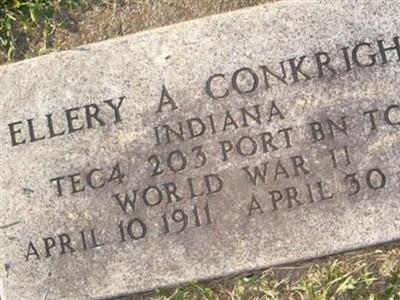 ELLERY A CONKRIGH
INDIANA
TEC4 203 PORT BN TC
WORLD WAR II
APRIL 10 1911 APRIL 30